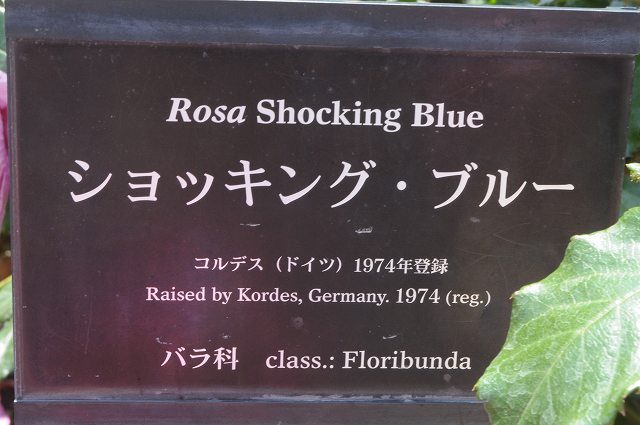 Rosa Shocking Blue
ショッキング・ブルー
コルデス（ドイツ）1974年登録
Raised by Kordes, Germany. 1974 (reg.)
バラ科　class.: Floribunda